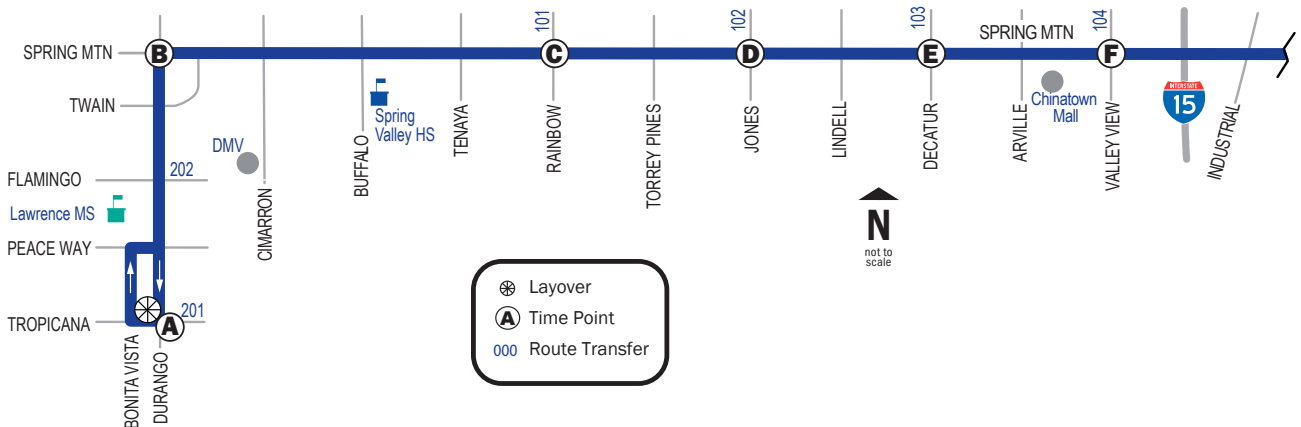 101
102
103
104
SPRING MTN
SPRING MTN
B
C
D
E
F
TWAIN
Spring
Valley HS
Chinatown
Mall
INTERSTATE
15
DMV
202
FLAMINGO
Lawrence MS
PEACE WAY
CIMARRON
BUFFALO
TENAYA
RAINBOW
TORREY PINES
JONES
LINDELL
DECATUR
ARVILLE
VALLEY VIEW
INDUSTRIAL
N
not to
scale
201
TROPICANA
A
BONITA VISTA
DURANGO
Layover
A Time Point
000 Route Transfer